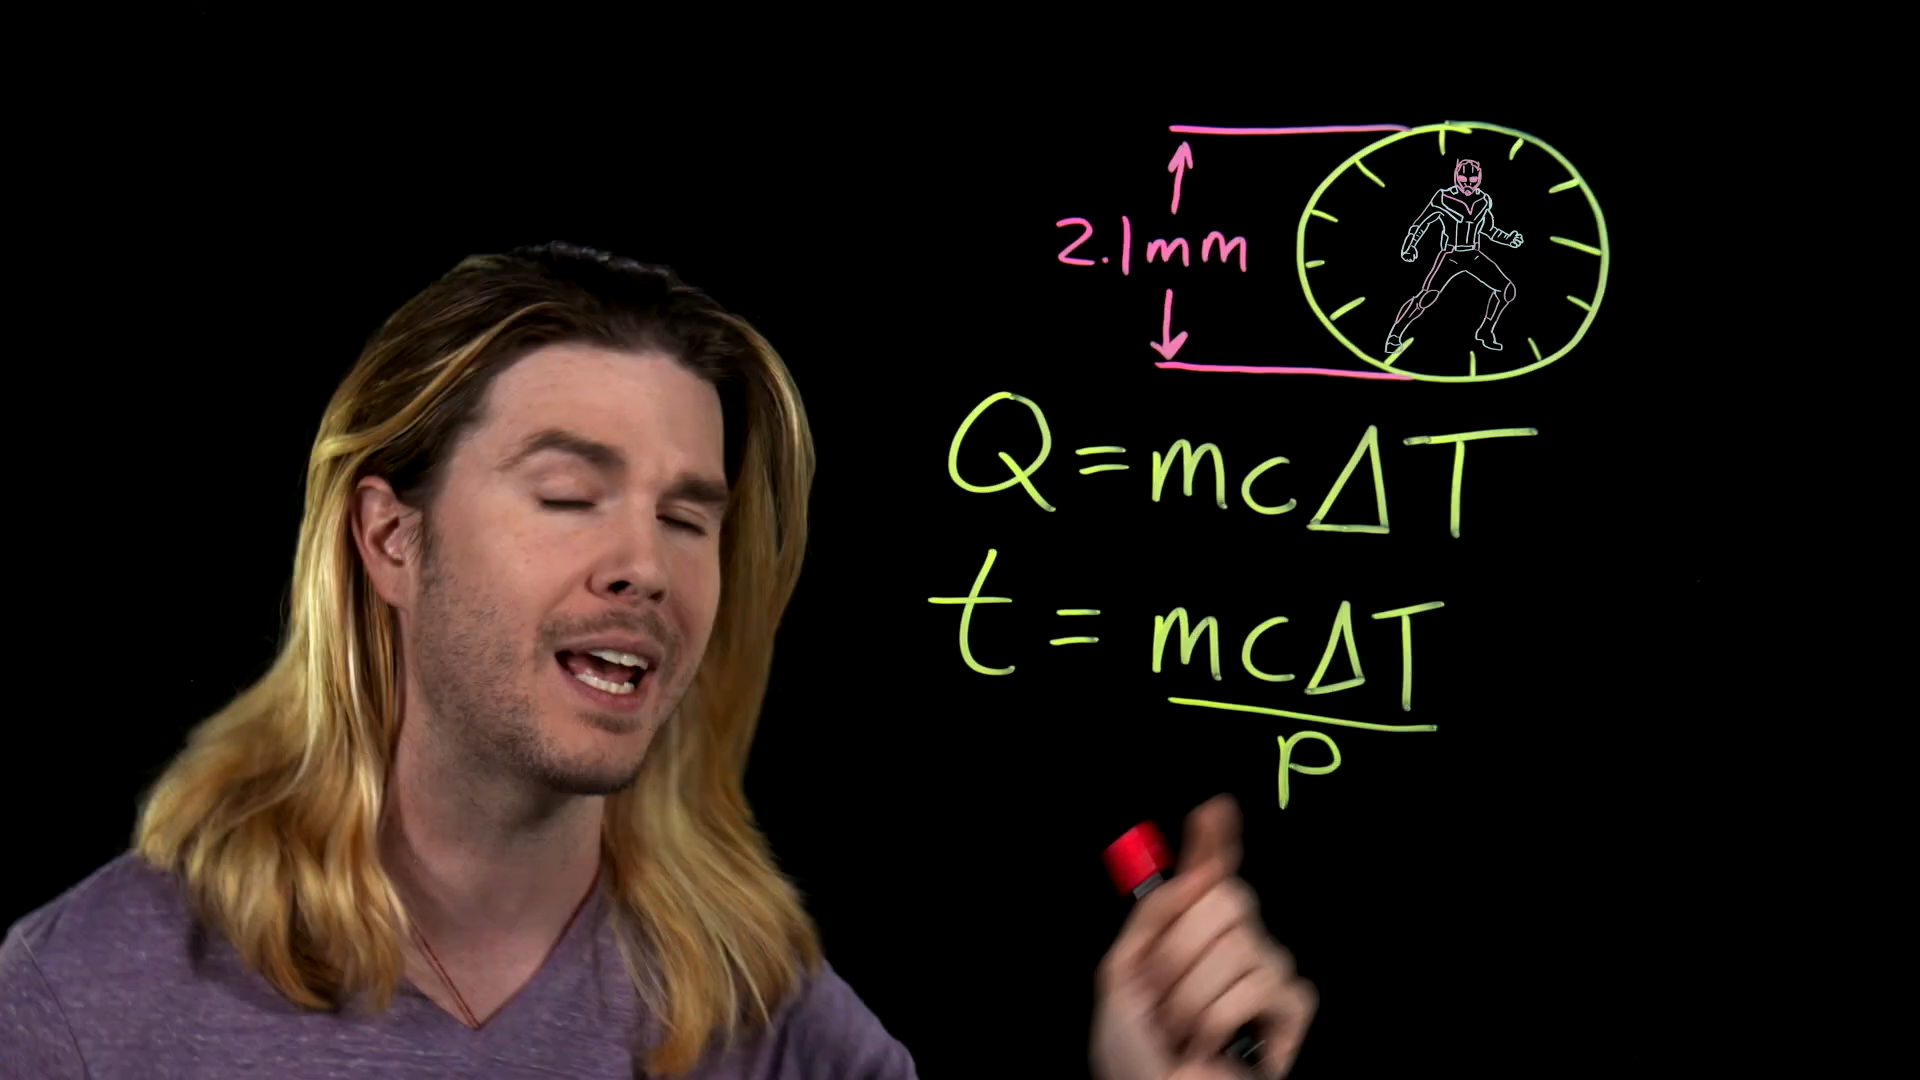 2.1mm
Q = mcΔT
t = mcΔT
P